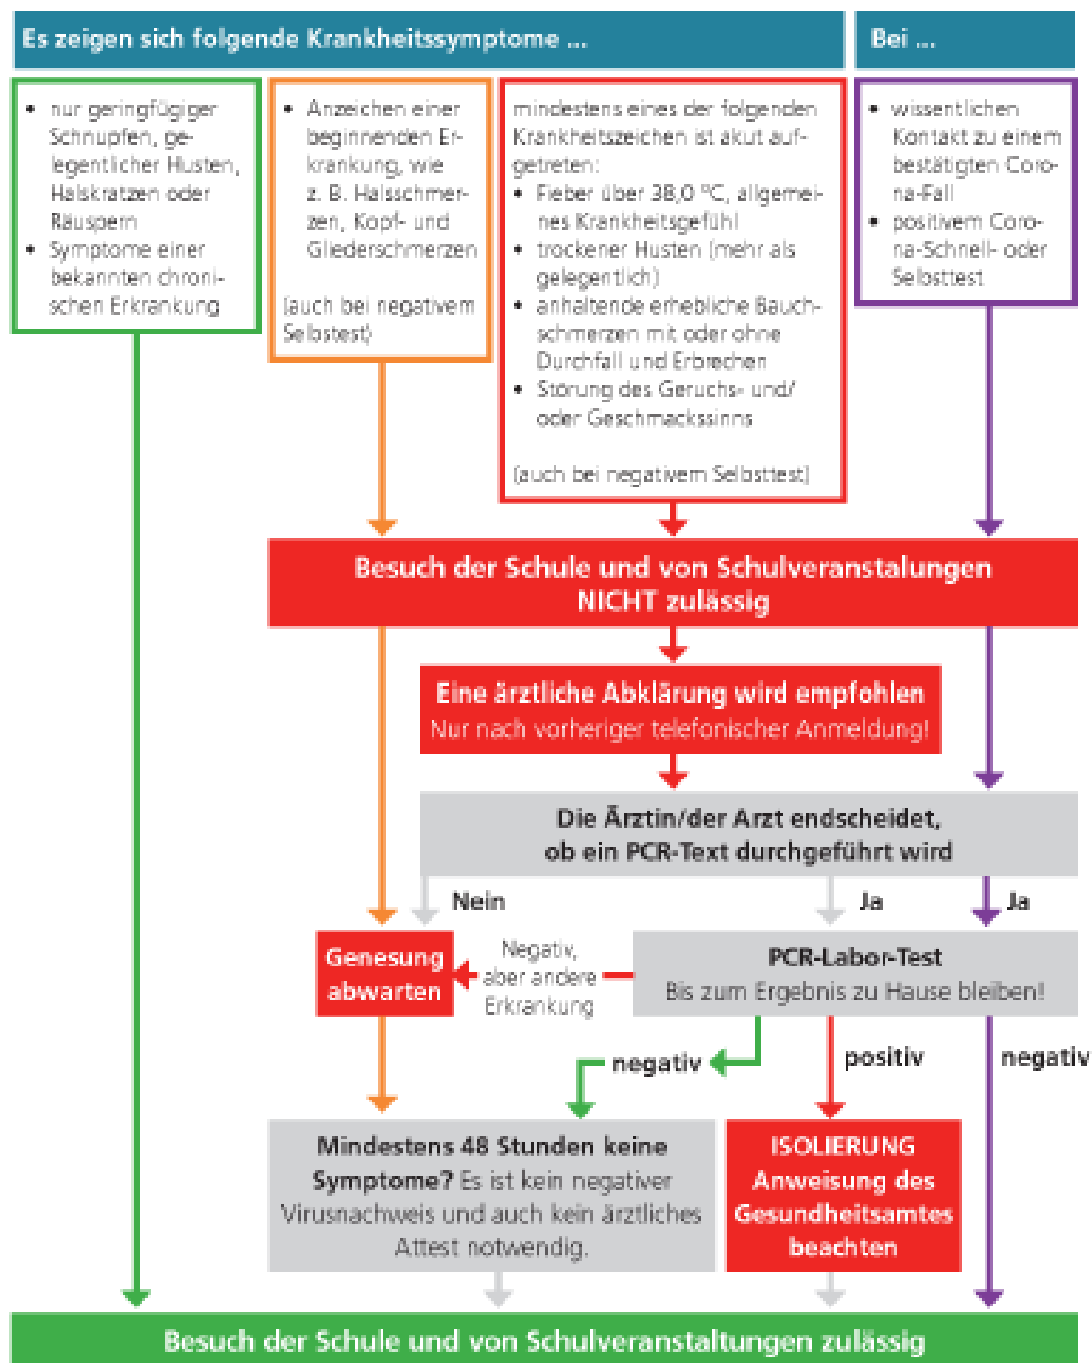 Es zeigen sich folgende Krankheitssymptome ...
Bei ...
• nur geringfügiger
Schnupfen, ge-
legentlicher Husten,
Halskratzen oder
Räuspern
• Symptome einer
bekannten chroni-
schen Erkrankung
• Anzeichen einer
beginnenden Er-
krankung, wie
z. B. Halsschmer-
zen, Kopf- und
Gliederschmerzen
(auch bei negativem
Selbstest)
mindestens eines der folgenden
Krankheitszeichen ist akut auf-
getreten:
• Fieber über 38,0 °C, allgemei-
nes Krankheitsgefühl
• trockener Husten (mehr als
gelegentlich)
• anhaltende erhebliche Bauch-
schmerzen mit oder ohne
Durchfall und Erbrechen
• Störung des Geruchs- und/
oder Geschmackssinns
(auch bei negativem Selbsttest)
• wissentlichen
Kontakt zu einem
bestätigten Coro-
na-Fall
• positivem Coro-
na-Schnell- oder
Selbsttest
Besuch der Schule und von Schulveranstalungen
NICHT zulässig
Eine ärztliche Abklärung wird empfohlen
Nur nach vorheriger telefonischer Anmeldung!
Die Ärztin/der Arzt endscheidet,
ob ein PCR-Text durchgeführt wird
Nein
Ja
Ja
Genesung
abwarten
Negativ,
aber andere
Erkrankung
PCR-Labor-Test
Bis zum Ergebnis zu Hause bleiben!
negativ
positiv
negativ
Mindestens 48 Stunden keine
Symptome? Es ist kein negativer
Virusnachweis und auch kein ärztliches
Attest notwendig.
ISOLIERUNG
Anweisung des
Gesundheitsamtes
beachten
Besuch der Schule und von Schulveranstaltungen zulässig